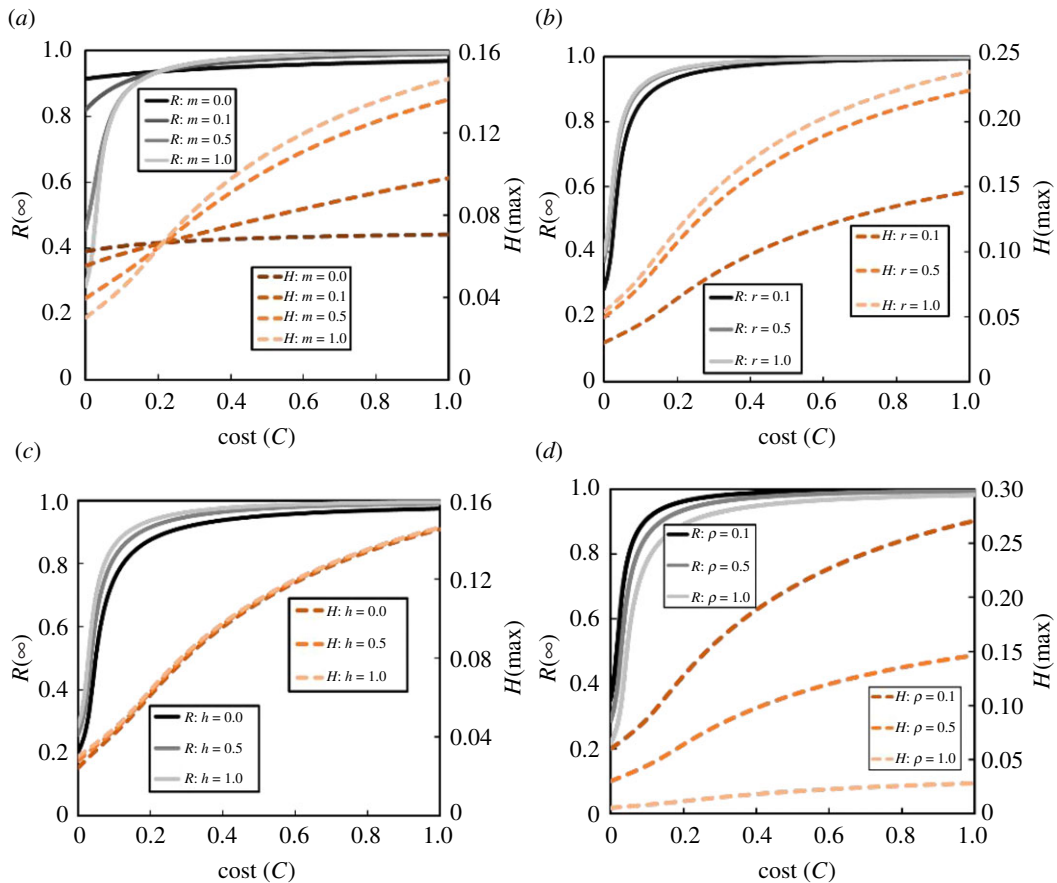 (a)
1.0
0.8
0.6
0.4
0.2
0
R(∞)
R: m = 0.0
R: m = 0.1
R: m = 0.5
R: m = 1.0
H: m = 0.0
H: m = 0.1
H: m = 0.5
H: m = 1.0
0.16
0.12
0.08
0.04
0
H(max)
0 0.2 0.4 0.6 0.8 1.0
cost (C)
(b)
1.0
0.8
0.6
0.4
0.2
0
R(∞)
H: r = 0.1
H: r = 0.5
H: r = 1.0
R: r = 0.1
R: r = 0.5
R: r = 1.0
0.25
0.20
0.15
0.10
0.05
0
H(max)
0 0.2 0.4 0.6 0.8 1.0
cost (C)
(c)
1.0
0.8
0.6
0.4
0.2
0
R(∞)
H: h = 0.0
H: h = 0.5
H: h = 1.0
R: h = 0.0
R: h = 0.5
R: h = 1.0
0.16
0.12
0.08
0.04
0
H(max)
0 0.2 0.4 0.6 0.8 1.0
cost (C)
(d)
1.0
0.8
0.6
0.4
0.2
0
R(∞)
R: ρ = 0.1
R: ρ = 0.5
R: ρ = 1.0
H: ρ = 0.1
H: ρ = 0.5
H: ρ = 1.0
0.30
0.25
0.20
0.15
0.10
0.05
0
H(max)
0 0.2 0.4 0.6 0.8 1.0
cost (C)